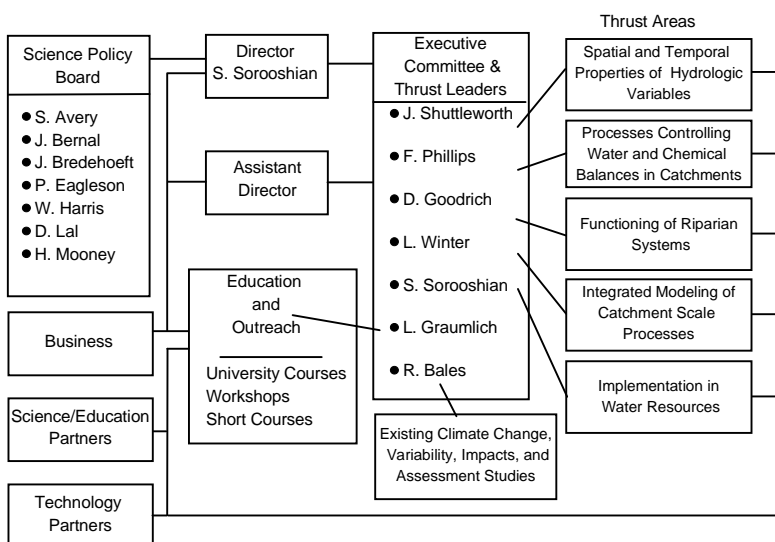 Science Policy
Board
● S. Avery
● J. Bernal
● J. Bredehoeft
● P. Eagleson
● W. Harris
● D. Lal
● H. Mooney
Business
Science/Education
Partners
Technology
Partners
Director
S. Sorooshian
Assistant
Director
Education
and
Outreach
University Courses
Workshops
Short Courses
Executive
Committee &
Thrust Leaders
● J. Shuttleworth
● F. Phillips
● D. Goodrich
● L. Winter
● S. Sorooshian
● L. Graumlich
● R. Bales
Existing Climate Change,
Variability, Impacts, and
Assessment Studies
Thrust Areas
Spatial and Temporal
Properties of Hydrologic
Variables
Processes Controlling
Water and Chemical
Balances in Catchments
Functioning of Riparian
Systems
Integrated Modeling of
Catchment Scale
Processes
Implementation in
Water Resources